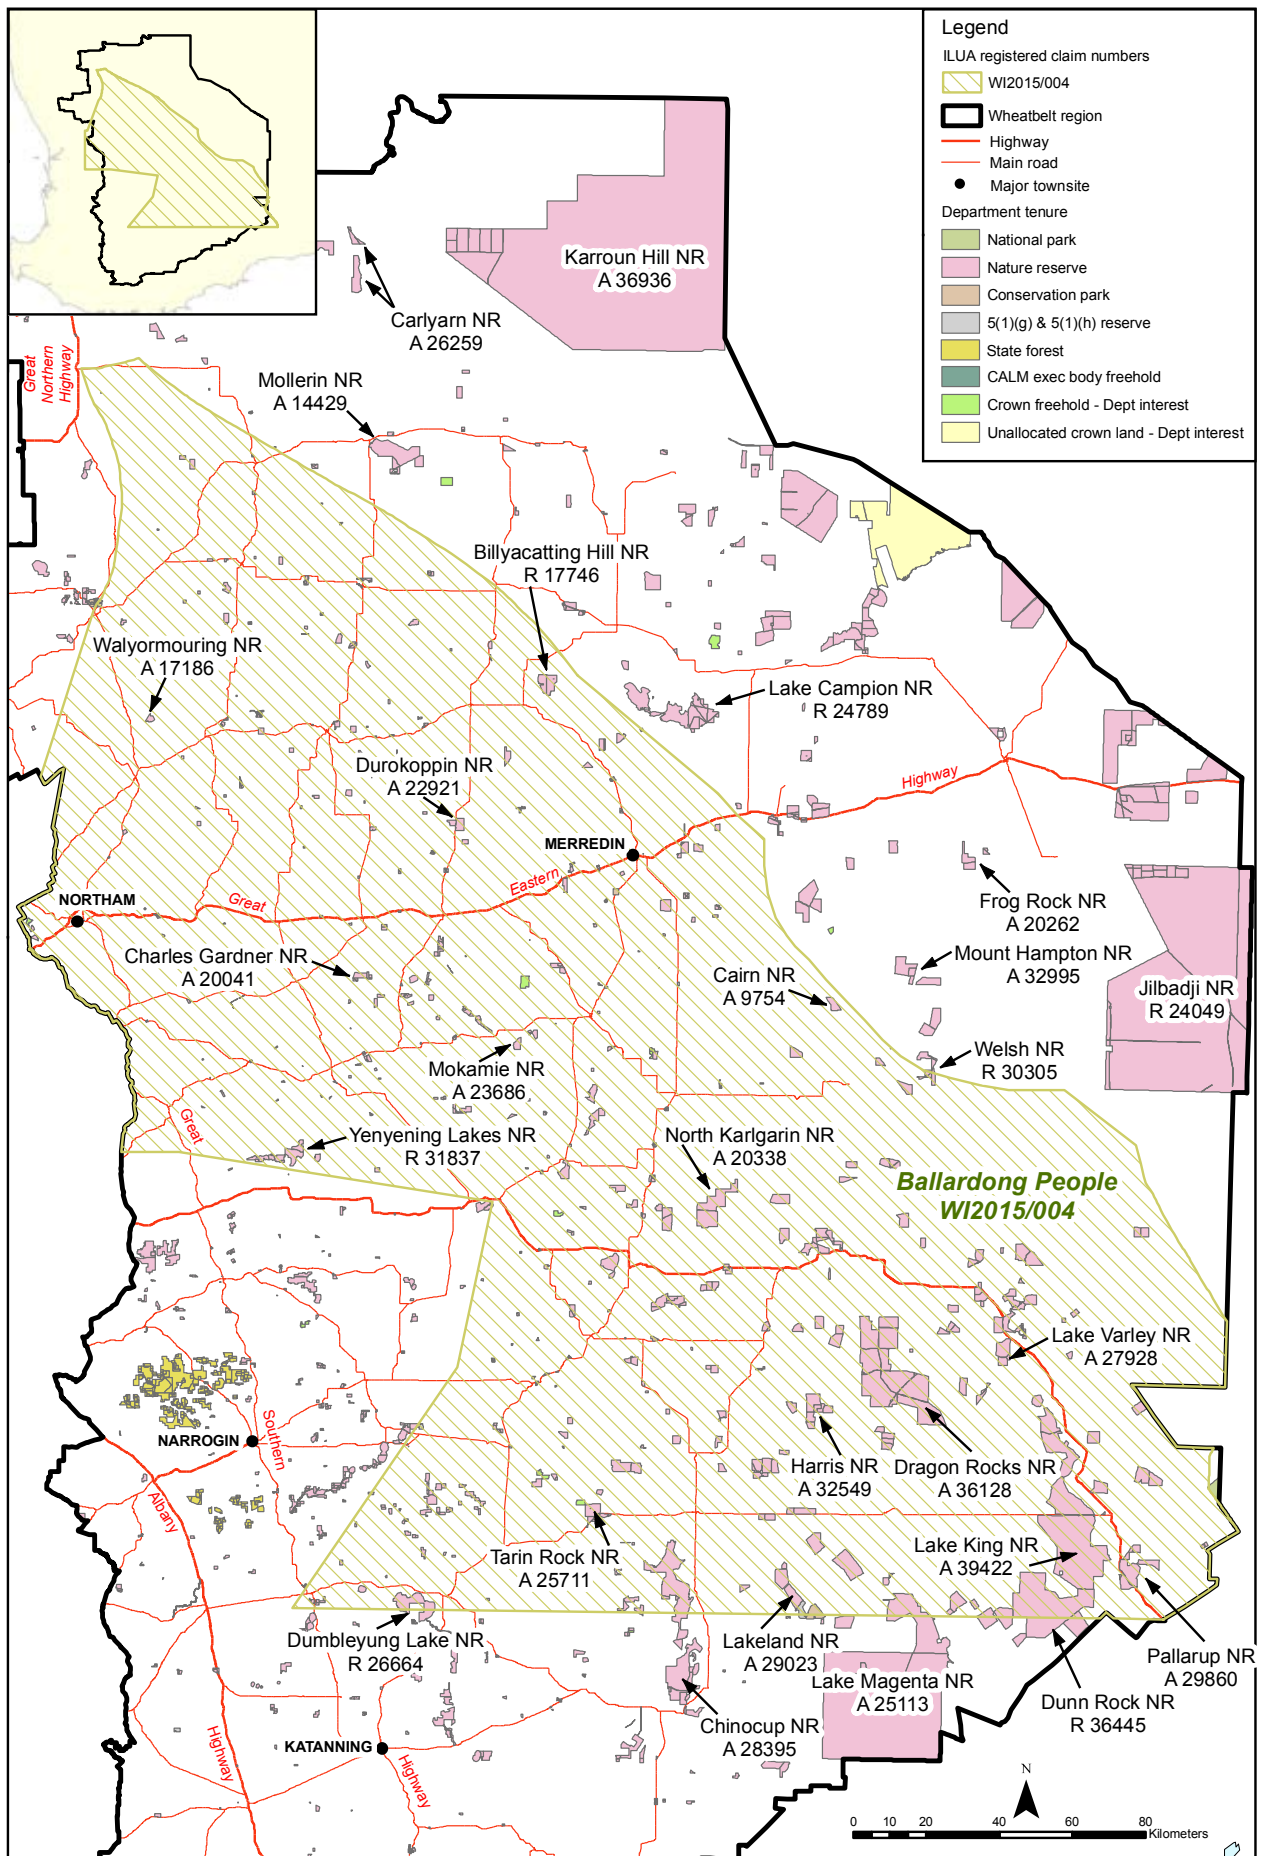 Legend
ILUA registered claim numbers
WI2015/004
Wheatbelt region
Highway
Main road
Major townsite
Department tenure
National park
Nature reserve
Conservation park
5(1)(g) & 5(1)(h) reserve
State forest
CALM exec body freehold
Crown freehold - Dept interest
Unallocated crown land - Dept interest
Karroun Hill NR
A 36936
Carlyarn NR
A 26259
Great
Northern
Highway
Mollerin NR
A 14429
Billyacatting Hill NR
R 17746
Walyormouring NR
A 17186
Lake Campion NR
R 24789
Durokoppin NR
A 22921
Highway
MERREDIN
Eastern
Great
NORTHAM
Frog Rock NR
A 20262
Charles Gardner NR
A 20041
Mount Hampton NR
A 32995
Cairn NR
A 9754
Jilbadji NR
R 24049
Welsh NR
R 30305
Mokamie NR
A 23686
Great
Yenyening Lakes NR
R 31837
North Karlgarin NR
A 20338
Ballardong People
WI2015/004
Lake Varley NR
A 27928
NARROGIN
Southern
Harris NR
A 32549
Dragon Rocks NR
A 36128
Albany
Tarin Rock NR
A 25711
Lake King NR
A 39422
Dumbleyung Lake NR
R 26664
Lakeland NR
A 29023
Pallarup NR
A 29860
Lake Magenta NR
A 25113
Dunn Rock NR
R 36445
Chinocup NR
A 28395
KATANNING
Highway
Highway
N
0 10 20 40 60 80
Kilometers